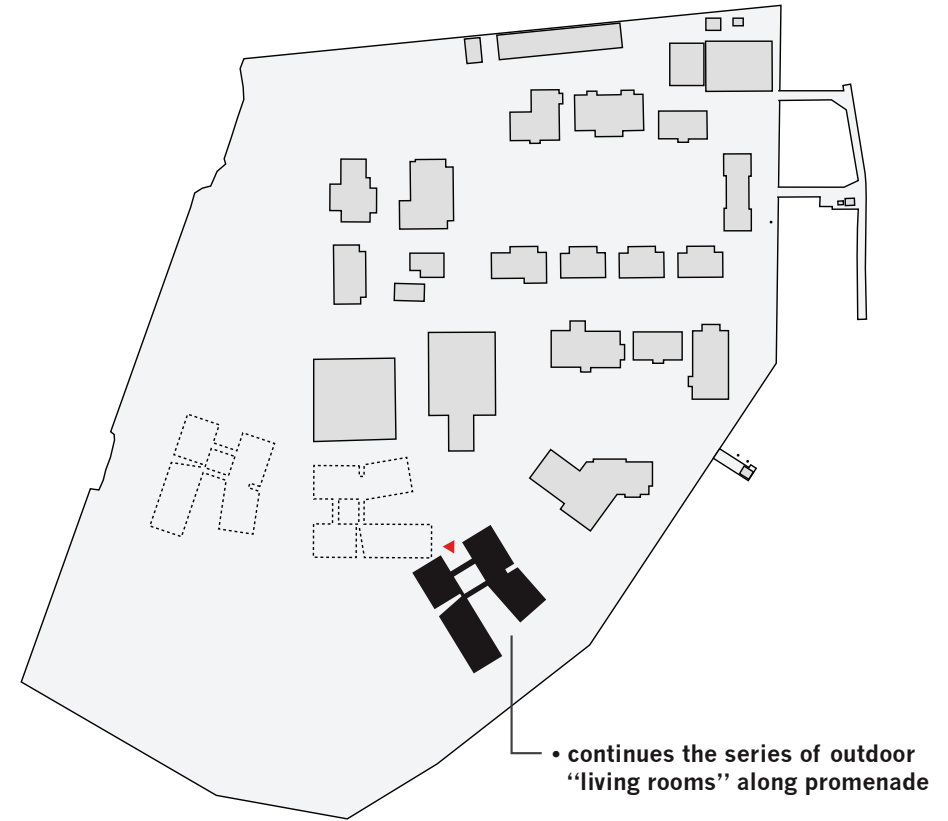 • continues the series of outdoor
“living rooms” along promenade